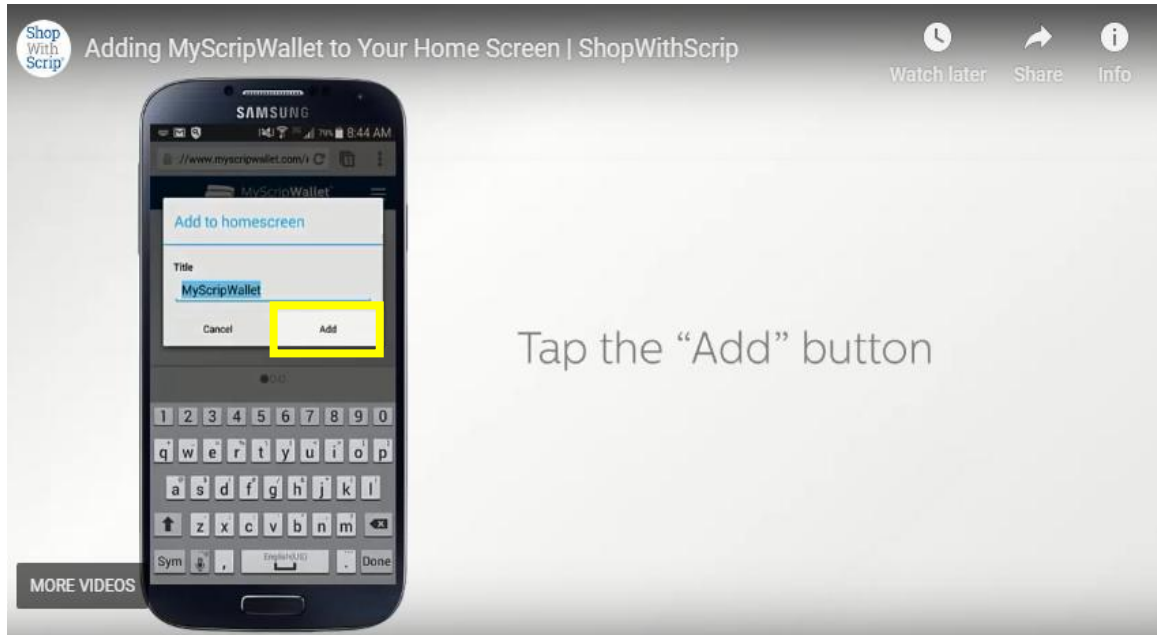 Shop
With
Scrip
Adding MyScripWallet to Your Home Screen | ShopWithScrip
Watch later
Share
Info
SAMSUNG
8:44 AM
//www.myscripwallet.com/
MyScripWallet
Add to homescreen
Title
MyScripWallet
Cancel
Add
Tap the “Add” button
1 2 3 4 5 6 7 8 9 0
q w e r t y u i o p
a s d f g h j k l
z x c v b n m
Sym , English(US) . Done
MORE VIDEOS